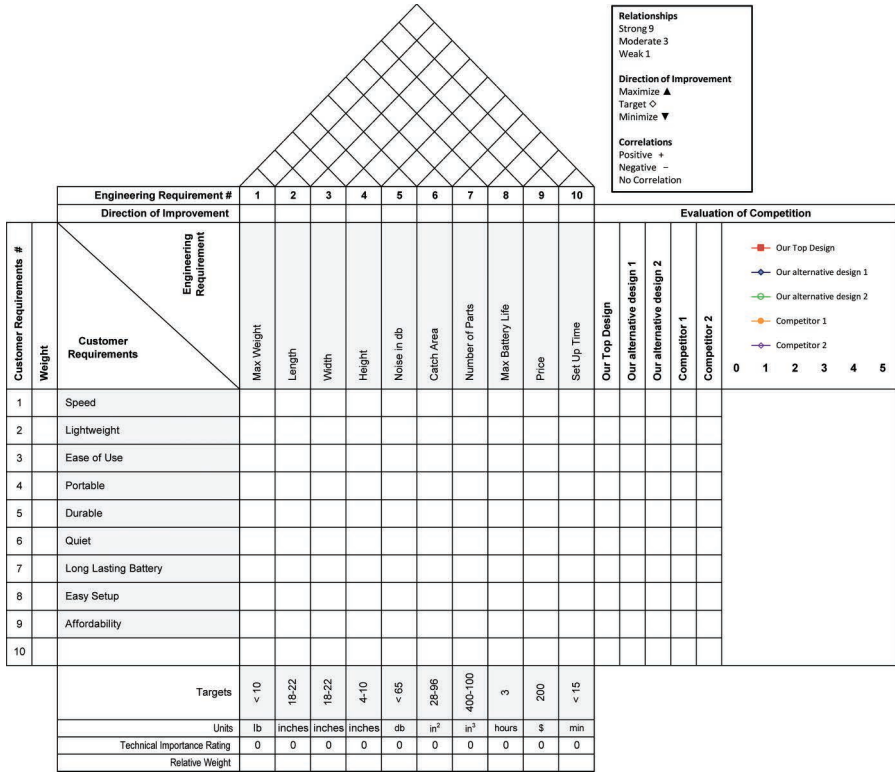 Relationships
Strong 9
Moderate 3
Weak 1
Direction of Improvement
Maximize ▲
Target ◇
Minimize ▼
Correlations
Positive +
Negative −
No Correlation
Engineering Requirement # 1 2 3 4 5 6 7 8 9 10
Direction of Improvement
Evaluation of Competition
Customer Requirements #
Weight
Engineering
Requirement
Customer
Requirements
Max Weight
Length
Width
Height
Noise in db
Catch Area
Number of Parts
Max Battery Life
Price
Set Up Time
Our Top Design
Our alternative design 1
Our alternative design 2
Competitor 1
Competitor 2
Our Top Design
Our alternative design 1
Our alternative design 2
Competitor 1
Competitor 2
0 1 2 3 4 5
1 Speed
2 Lightweight
3 Ease of Use
4 Portable
5 Durable
6 Quiet
7 Long Lasting Battery
8 Easy Setup
9 Affordability
10
Targets < 10 18-22 18-22 4-10 < 65 28-96 400-100 3 200 < 15
Units lb inches inches inches db in² in³ hours $ min
Technical Importance Rating 0 0 0 0 0 0 0 0 0 0
Relative Weight